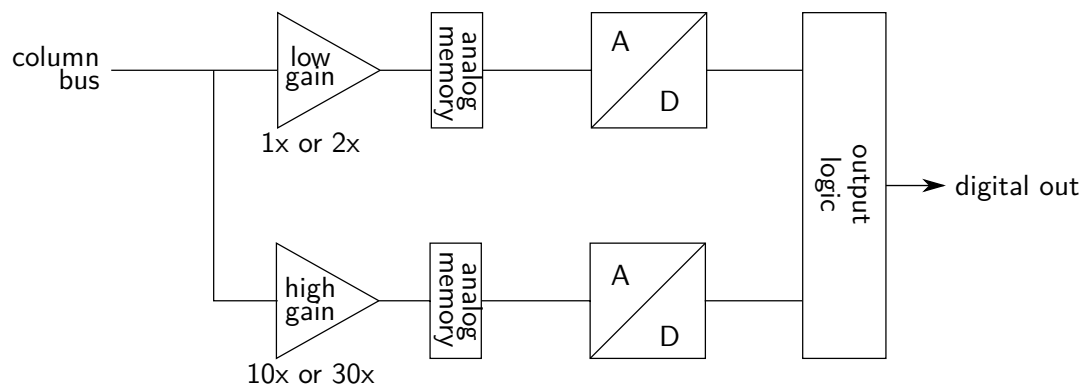 column
bus
low
gain
1x or 2x
analog
memory
A
D
high
gain
10x or 30x
analog
memory
A
D
output
logic
digital out